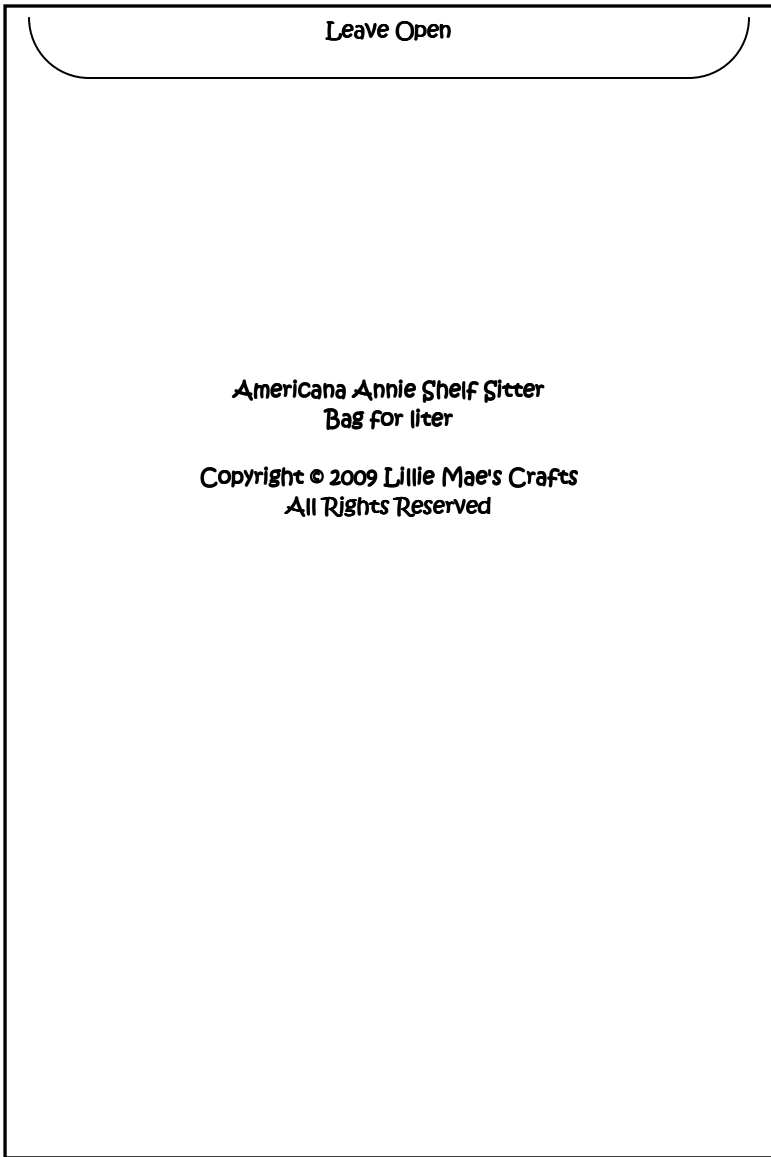 Leave Open
Americana Annie Shelf Sitter
Bag for liter
Copyright © 2009 Lillie Mae's Crafts
All Rights Reserved